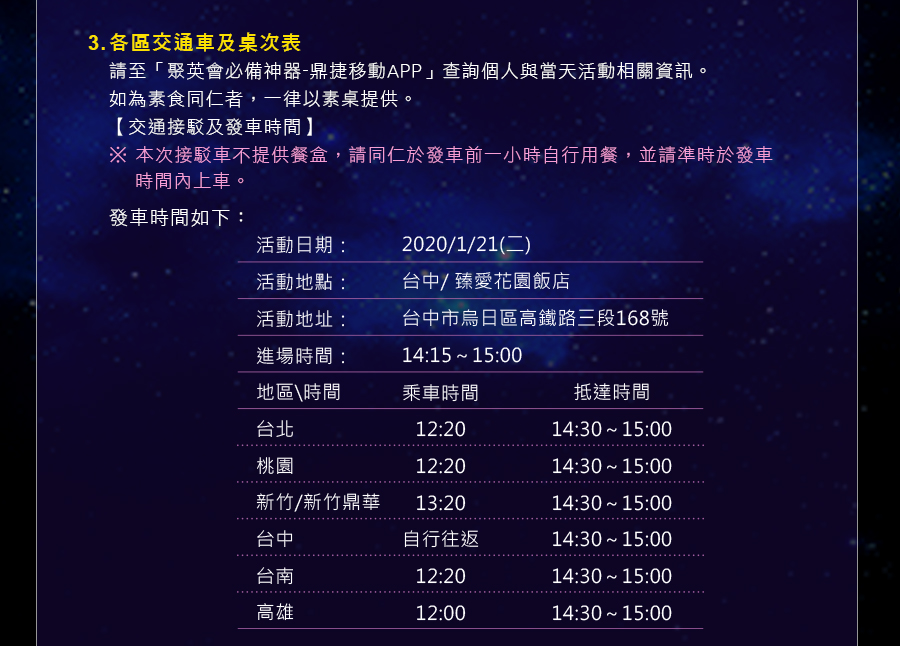 3.各區交通車及桌次表
請至「聚英會必備神器-鼎捷移動APP」查詢個人與當天活動相關資訊。
如為素食同仁者，一律以素桌提供。
【交通接駁及發車時間】
※ 本次接駁車不提供餐盒，請同仁於發車前一小時自行用餐，並請準時於發車
時間內上車。
發車時間如下：
活動日期： 2020/1/21(二)
活動地點： 台中/ 臻愛花園飯店
活動地址： 台中市烏日區高鐵路三段168號
進場時間： 14:15～15:00
地區\時間 乘車時間 抵達時間
台北 12:20 14:30～15:00
桃園 12:20 14:30～15:00
新竹/新竹鼎華 13:20 14:30～15:00
台中 自行往返 14:30～15:00
台南 12:20 14:30～15:00
高雄 12:00 14:30～15:00